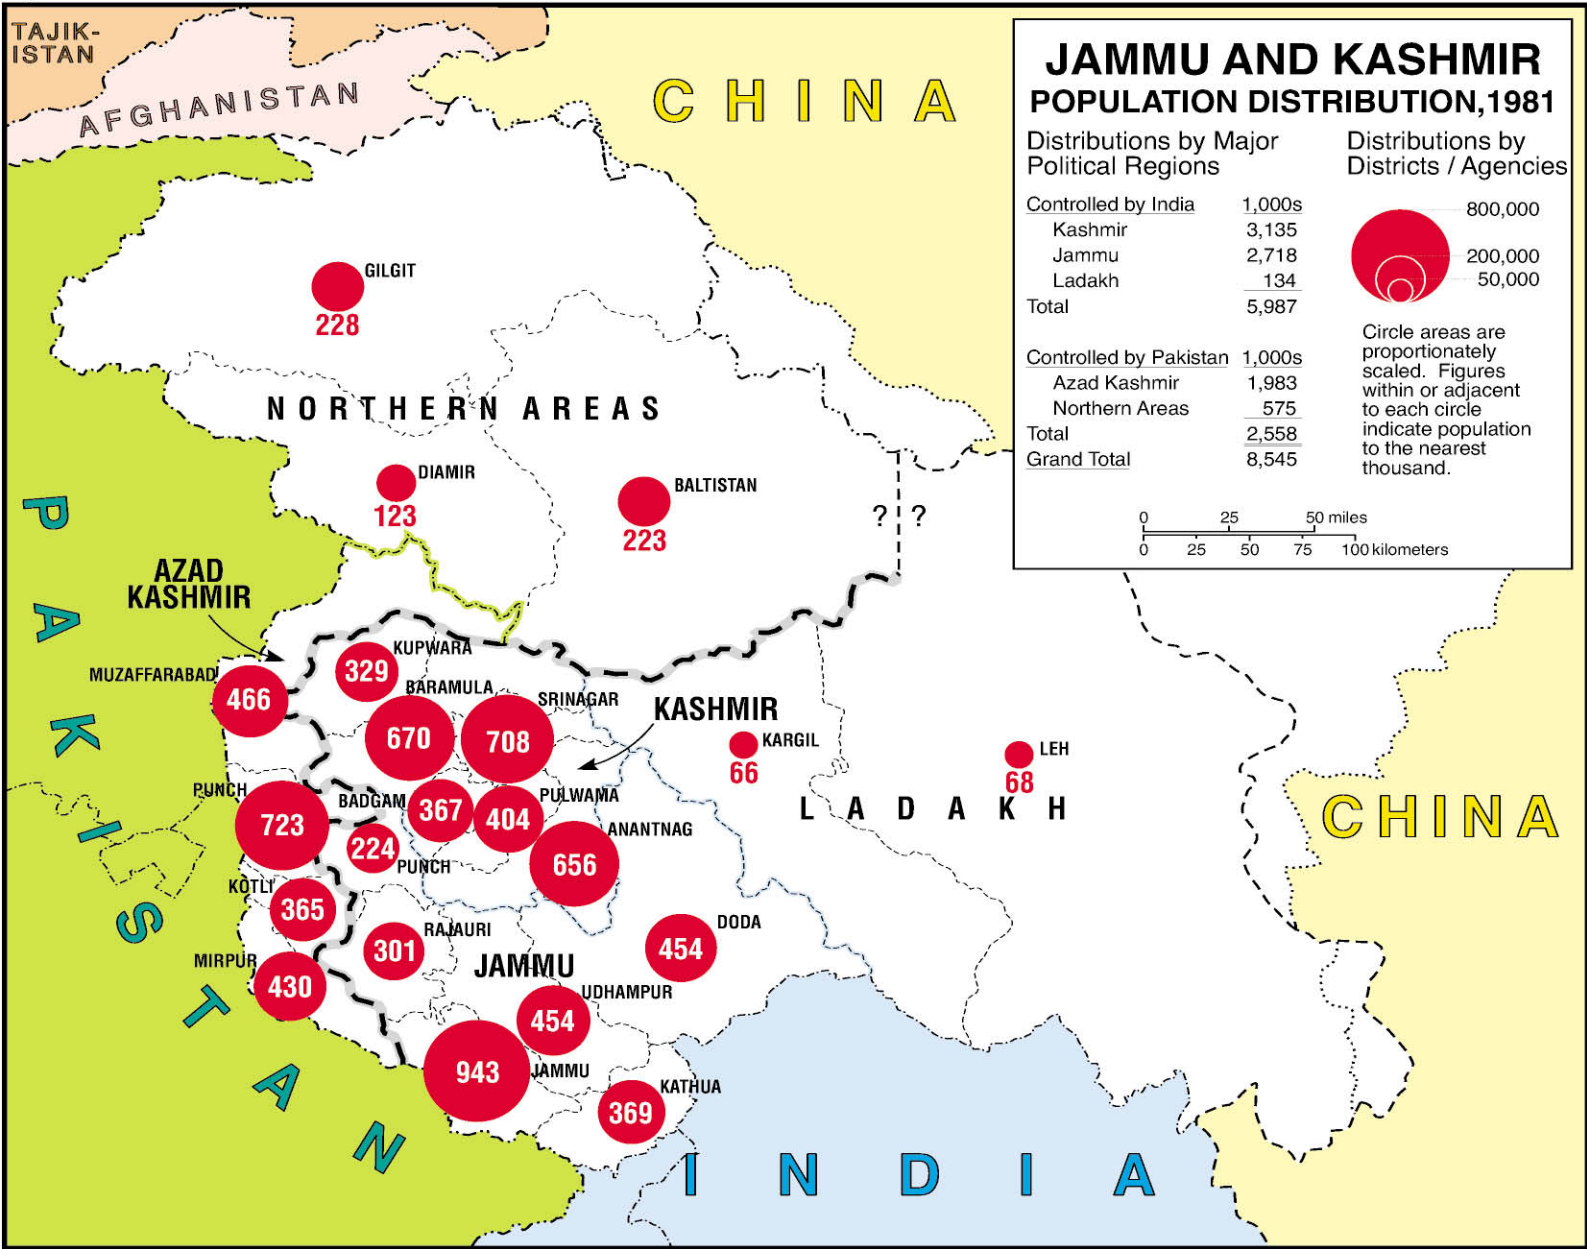 TAJIK-
ISTAN
AFGHANISTAN
CHINA
JAMMU AND KASHMIR
POPULATION DISTRIBUTION,1981
Distributions by Major
Political Regions
Controlled by India 1,000s
Kashmir 3,135
Jammu 2,718
Ladakh 134
Total 5,987
Controlled by Pakistan 1,000s
Azad Kashmir 1,983
Northern Areas 575
Total 2,558
Grand Total 8,545
Distributions by
Districts / Agencies
800,000
200,000
50,000
Circle areas are
proportionately
scaled. Figures
within or adjacent
to each circle
indicate population
to the nearest
thousand.
0 25 50 miles
0 25 50 75 100 kilometers
GILGIT
228
NORTHERN AREAS
DIAMIR
123
BALTISTAN
223
? ?
PAKISTAN
AZAD
KASHMIR
MUZAFFARABAD
466
KUPWARA
329
BARAMULA
670
SRINAGAR
708
KASHMIR
KARGIL
66
LEH
68
LADAKH
CHINA
PUNCH
723
BADGAM
367
PULWAMA
404
ANANTNAG
656
224
PUNCH
KOTLI
365
RAJAURI
301
DODA
454
MIRPUR
430
JAMMU
UDHAMPUR
454
943
JAMMU
KATHUA
369
INDIA